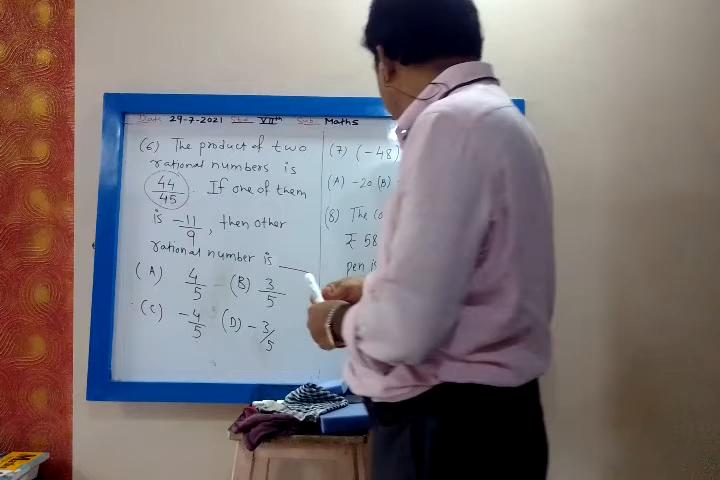 Date 29-7-2021 Std. VIIth Sub: Maths
(6) The product of two
rational numbers is
44/45. If one of them
is -11/9, then other
rational number is ____
(A) 4/5 (B) 3/5
(C) -4/5 (D) -3/5
(7) (-48)
(A) -20 (B)
(8) The
₹ 58
pen is